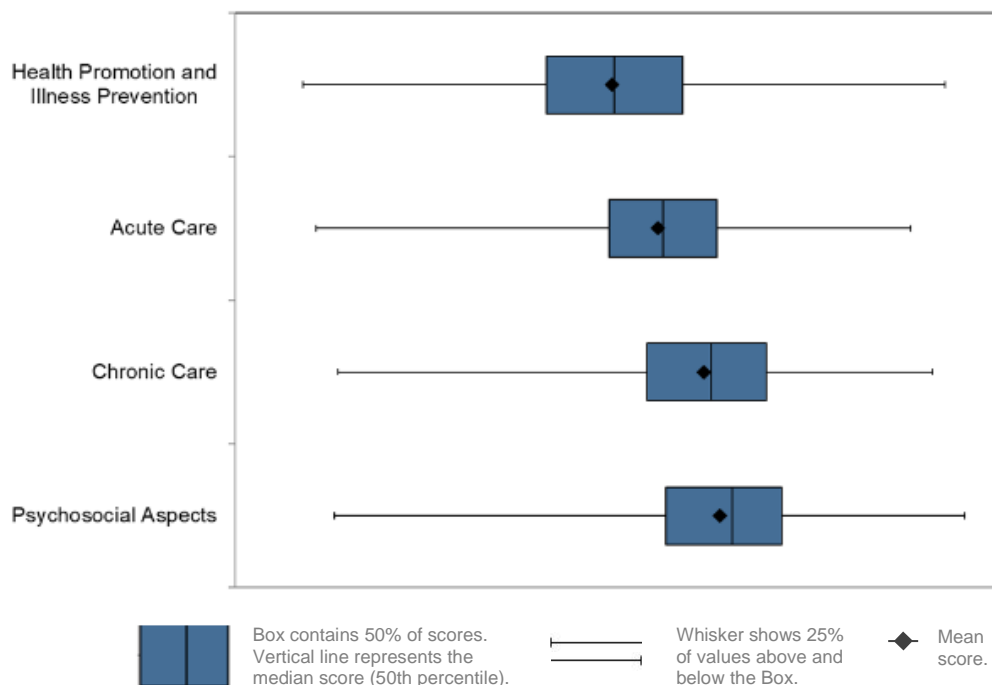 Health Promotion and
Illness Prevention
Acute Care
Chronic Care
Psychosocial Aspects
Box contains 50% of scores.
Vertical line represents the
median score (50th percentile).
Whisker shows 25%
of values above and
below the Box.
Mean
score.